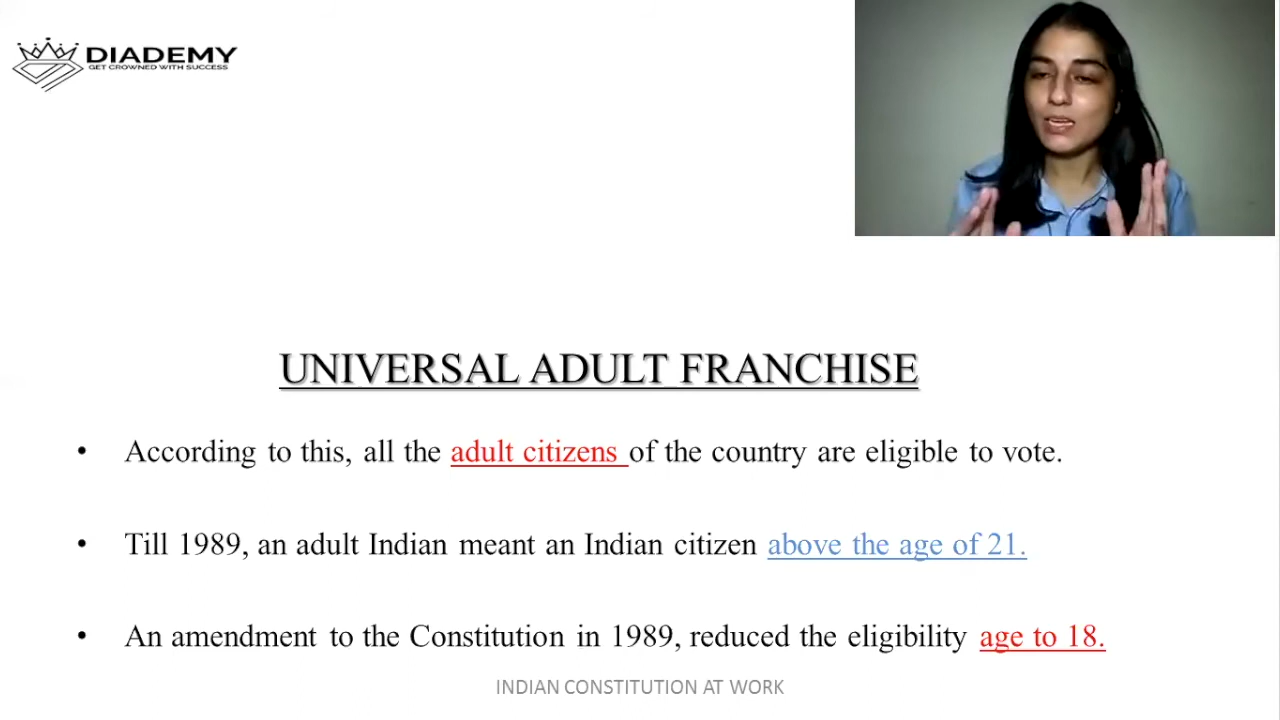 DIADEMY
GET CROWNED WITH SUCCESS
UNIVERSAL ADULT FRANCHISE
• According to this, all the adult citizens of the country are eligible to vote.
• Till 1989, an adult Indian meant an Indian citizen above the age of 21.
• An amendment to the Constitution in 1989, reduced the eligibility age to 18.
INDIAN CONSTITUTION AT WORK